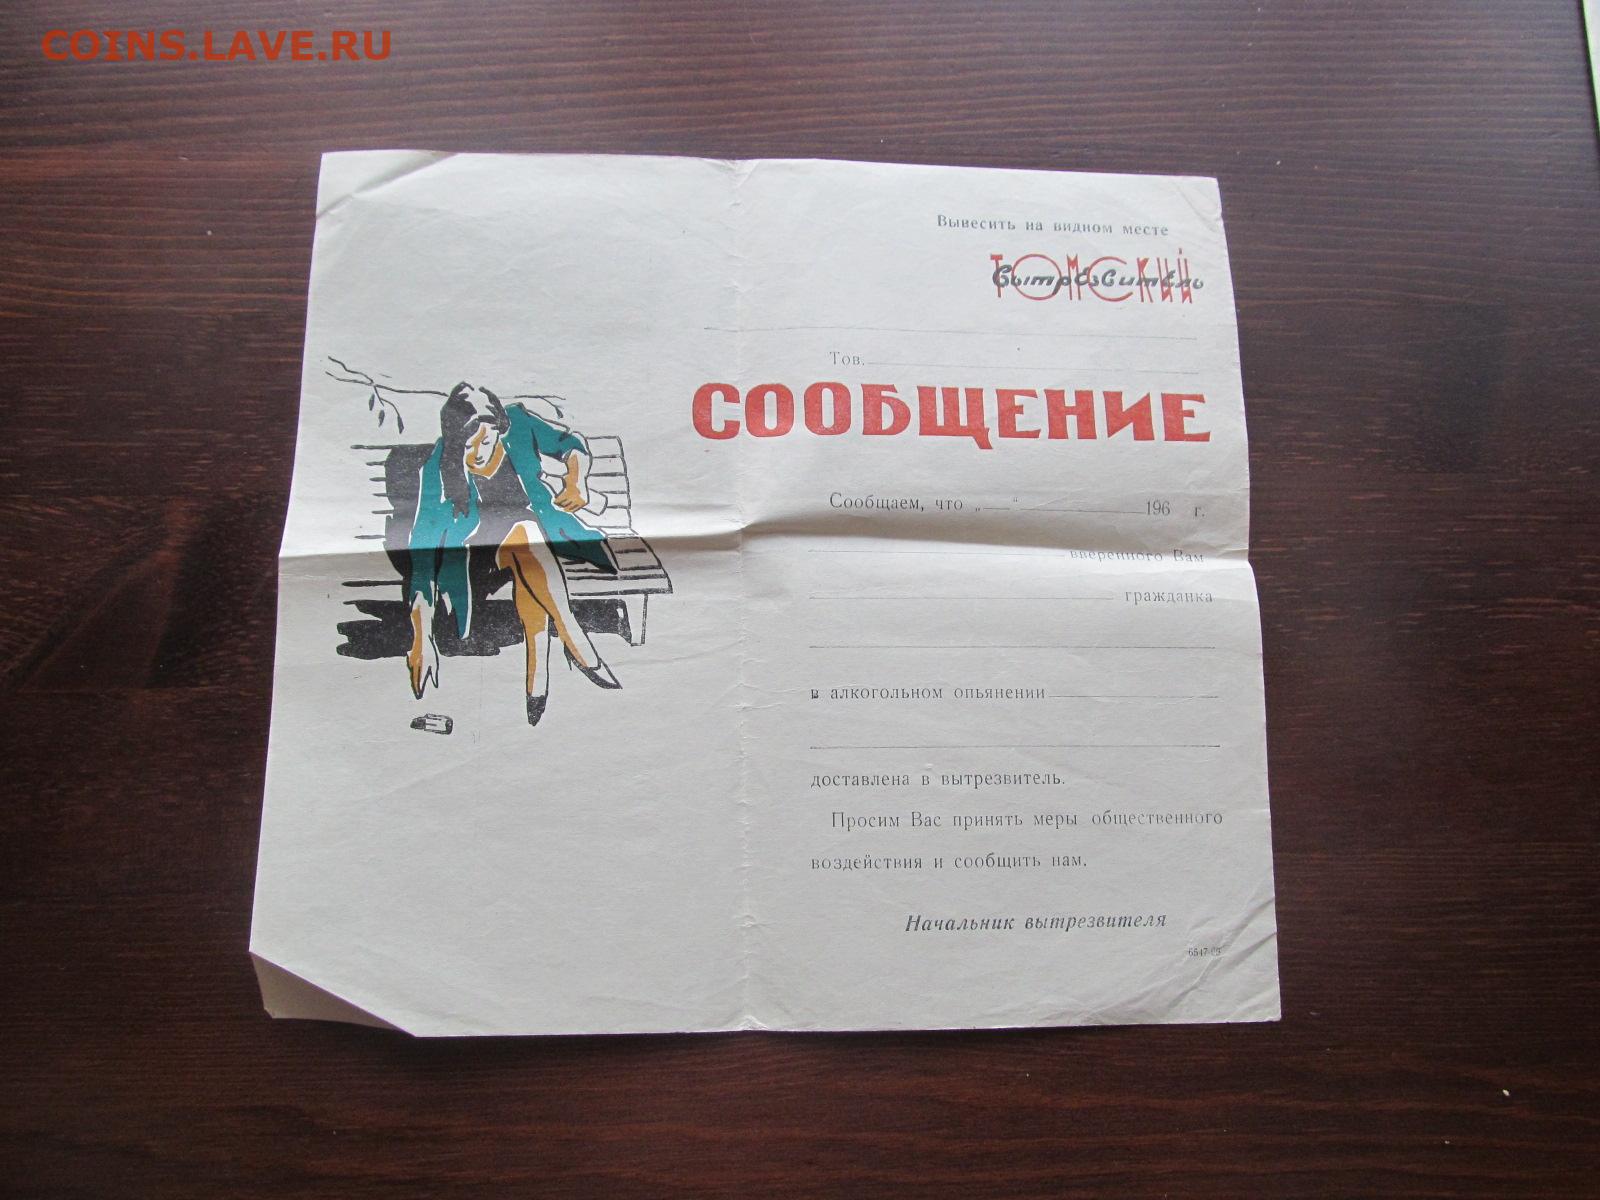 COINS.LAVE.RU
Вывесить на видном месте
ТОМСКИЙ
Вытрезвитель
Тов.
СООБЩЕНИЕ
Сообщаем, что „ “ 196 г.
вверенного Вам
гражданка
в алкогольном опьянении
доставлена в вытрезвитель.
Просим Вас принять меры общественного
воздействия и сообщить нам.
Начальник вытрезвителя